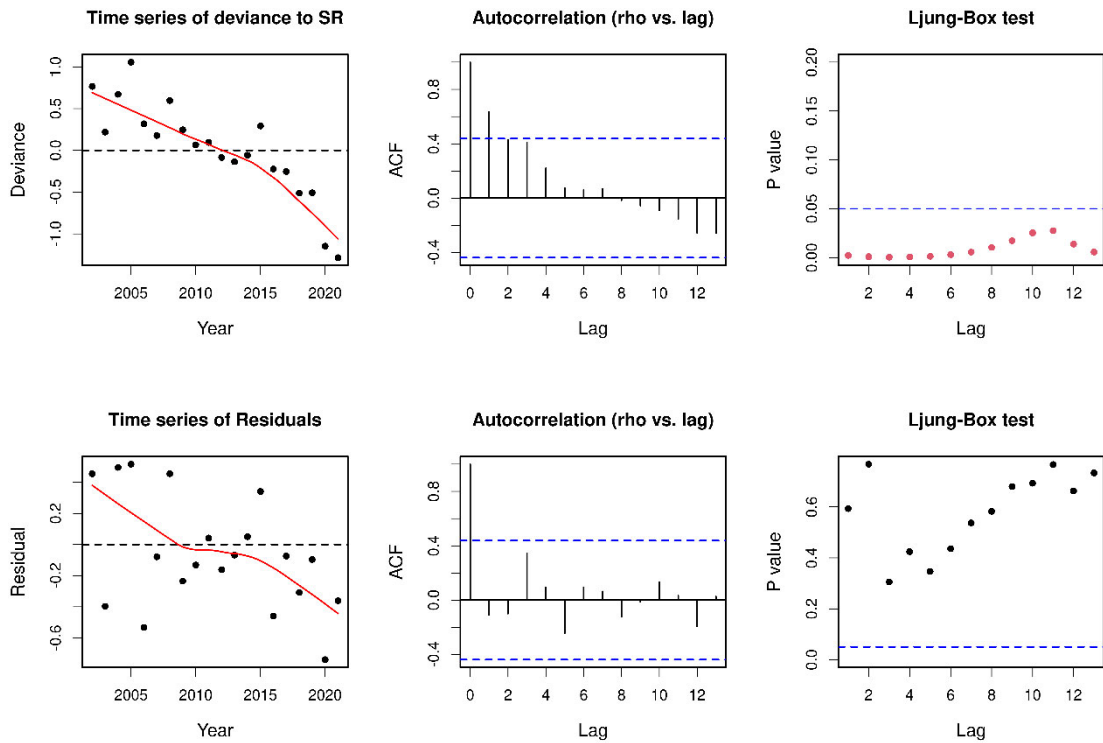 Time series of deviance to SR
Autocorrelation (rho vs. lag)
Ljung-Box test
Deviance
1.0
0.5
0.0
-0.5
-1.0
2005 2010 2015 2020
Year
ACF
0.8
0.4
0.0
-0.4
0 2 4 6 8 10 12
Lag
P value
0.20
0.15
0.10
0.05
0.00
2 4 6 8 10 12
Lag
Time series of Residuals
Autocorrelation (rho vs. lag)
Ljung-Box test
Residual
0.2
-0.2
-0.6
2005 2010 2015 2020
Year
ACF
0.8
0.4
0.0
-0.4
0 2 4 6 8 10 12
Lag
P value
0.6
0.4
0.2
0.0
2 4 6 8 10 12
Lag